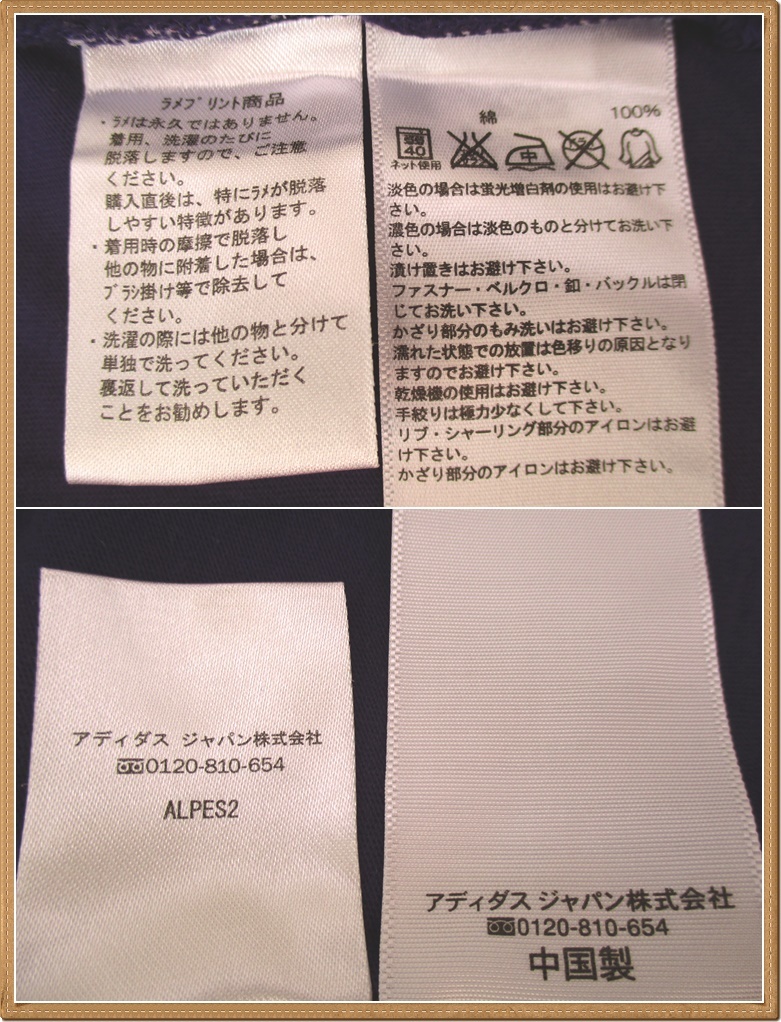 ﾗﾒﾌﾟﾘﾝﾄ商品
・ﾗﾒは永久ではありません。
着用、洗濯のたびに
脱落しますので、ご注意
ください。
購入直後は、特にﾗﾒが脱落
しやすい特徴があります。
・着用時の摩擦で脱落し
他の物に附着した場合は、
ﾌﾞﾗｼ掛け等で除去して
ください。
・洗濯の際には他の物と分けて
単独で洗ってください。
裏返して洗っていただく
ことをお勧めします。
綿 100%
40
ネット使用
中
淡色の場合は蛍光増白剤の使用はお避け下
さい。
濃色の場合は淡色のものと分けてお洗い下
さい。
漬け置きはお避け下さい。
ファスナー・ベルクロ・釦・バックルは閉
じてお洗い下さい。
かざり部分のもみ洗いはお避け下さい。
濡れた状態での放置は色移りの原因となり
ますのでお避け下さい。
乾燥機の使用はお避け下さい。
手絞りは極力少なくして下さい。
リブ・シャーリング部分のアイロンはお避
け下さい。
かざり部分のアイロンはお避け下さい。
アディダス ジャパン株式会社
0120-810-654
ALPES2
アディダス ジャパン株式会社
0120-810-654
中国製